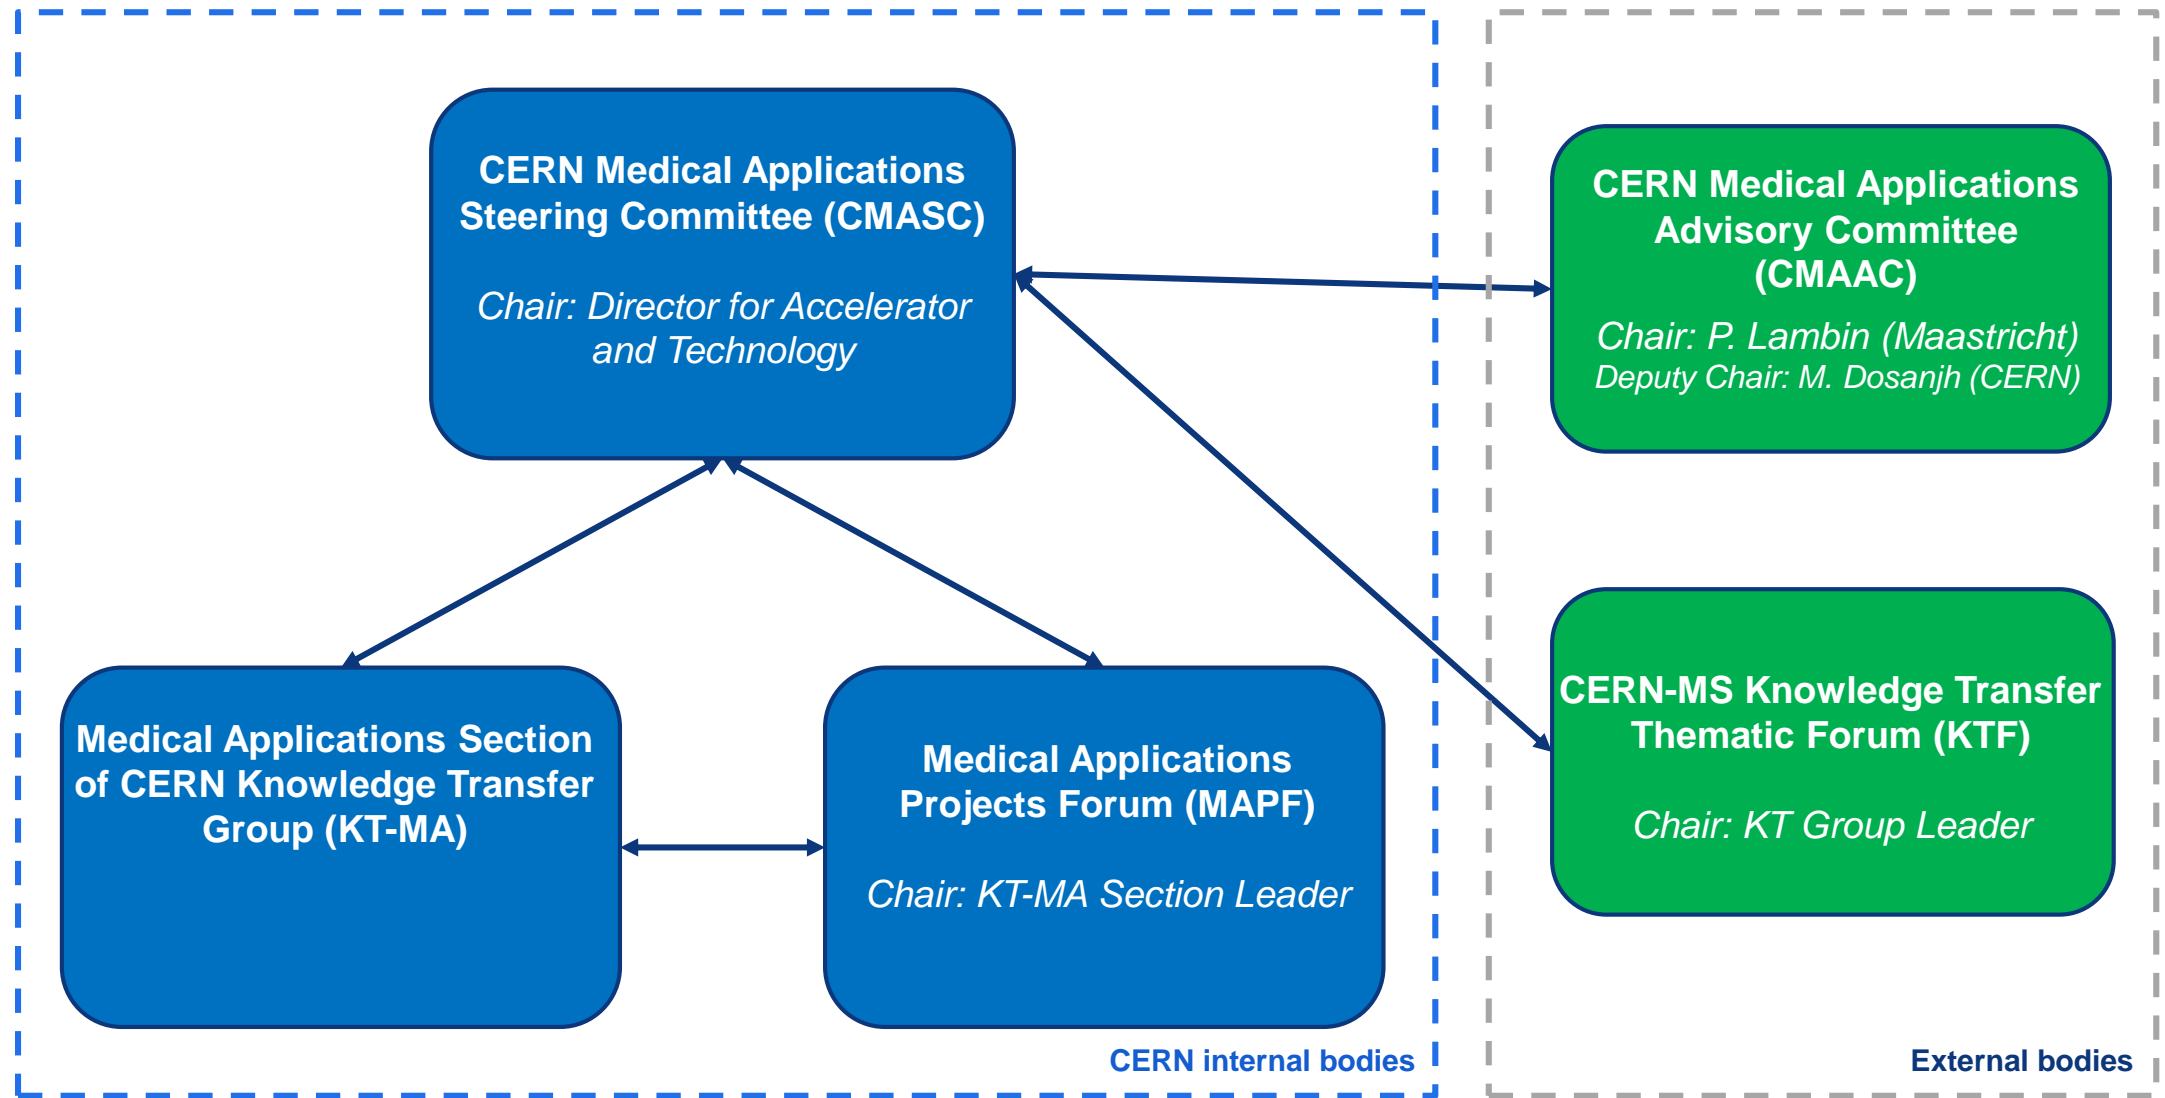 CERN Medical Applications
Steering Committee (CMASC)
Chair: Director for Accelerator
and Technology
CERN Medical Applications
Advisory Committee
(CMAAC)
Chair: P. Lambin (Maastricht)
Deputy Chair: M. Dosanjh (CERN)
Medical Applications Section
of CERN Knowledge Transfer
Group (KT-MA)
Medical Applications
Projects Forum (MAPF)
Chair: KT-MA Section Leader
CERN-MS Knowledge Transfer
Thematic Forum (KTF)
Chair: KT Group Leader
CERN internal bodies
External bodies